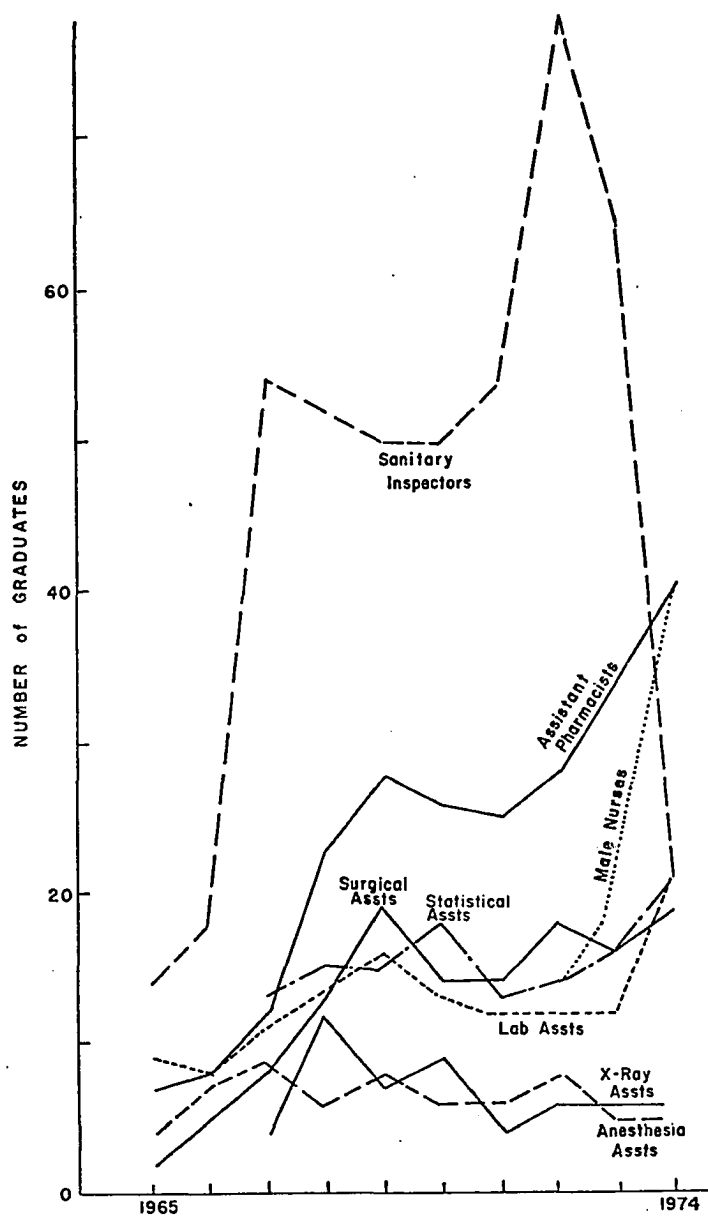 60
Sanitary
Inspectors
NUMBER of GRADUATES
40
Assistant
Pharmacists
Male Nurses
20
Surgical
Assts
Statistical
Assts
Lab Assts
X-Ray
Assts
Anesthesia
Assts
0
1965
1974